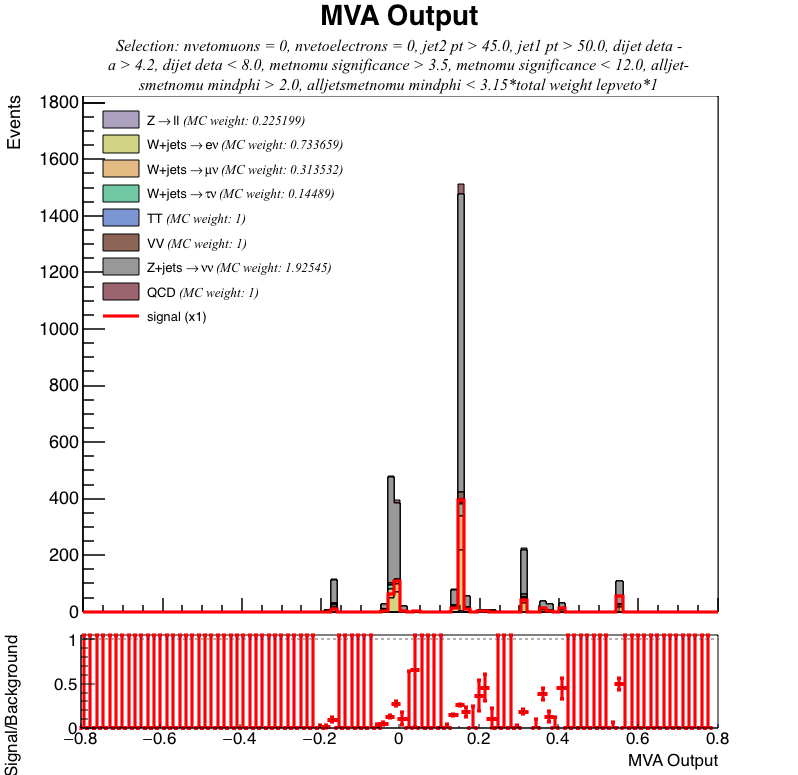 MVA Output
Selection: nvetomuons = 0, nvetoelectrons = 0, jet2 pt > 45.0, jet1 pt > 50.0, dijet deta -
a > 4.2, dijet deta < 8.0, metnomu significance > 3.5, metnomu significance < 12.0, alljet-
smetnomu mindphi > 2.0, alljetsmetnomu mindphi < 3.15*total weight lepveto*1
Events
1800
1600
1400
1200
1000
800
600
400
200
0
Z→ll (MC weight: 0.225199)
W+jets→eν (MC weight: 0.733659)
W+jets→μν (MC weight: 0.313532)
W+jets→τν (MC weight: 0.14489)
TT (MC weight: 1)
VV (MC weight: 1)
Z+jets→νν (MC weight: 1.92545)
QCD (MC weight: 1)
signal (x1)
Signal/Background
1
0.5
0
−0.8 −0.6 −0.4 −0.2 0 0.2 0.4 0.6 0.8
MVA Output